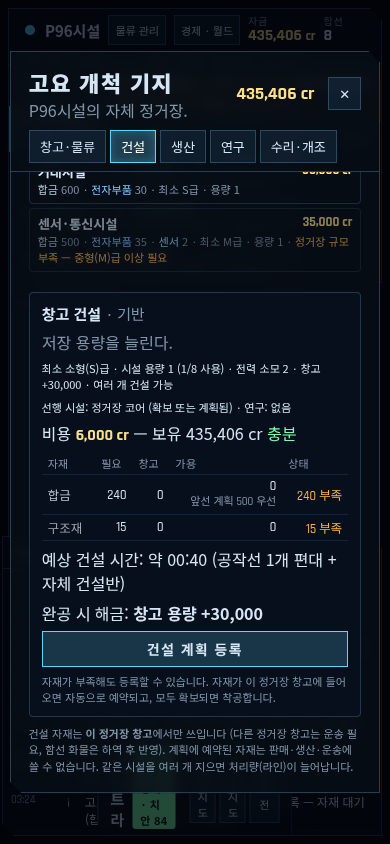 P96시설
물류 관리
경제 · 월드
자금
435,406 cr
함선
8
고요 개척 기지
435,406 cr
×
P96시설의 자체 정거장.
창고·물류
건설
생산
연구
수리·개조
합금 600 · 전자부품 30 · 최소 S급 · 용량 1
센서·통신시설
35,000 cr
합금 500 · 전자부품 35 · 센서 2 · 최소 M급 · 용량 1 · 정거장 규모
부족 — 중형(M)급 이상 필요
창고 건설 · 기반
저장 용량을 늘린다.
최소 소형(S)급 · 시설 용량 1 (1/8 사용) · 전력 소모 2 · 창고
+30,000 · 여러 개 건설 가능
선행 시설: 정거장 코어 (확보 또는 계획됨) · 연구: 없음
비용 6,000 cr — 보유 435,406 cr 충분
자재 필요 창고 가용 상태
합금 240 0 0 240 부족
앞선 계획 500 우선
구조재 15 0 0 15 부족
예상 건설 시간: 약 00:40 (공작선 1개 편대 +
자체 건설반)
완공 시 해금: 창고 용량 +30,000
건설 계획 등록
자재가 부족해도 등록할 수 있습니다. 자재가 이 정거장 창고에 들어
오면 자동으로 예약되고, 모두 확보되면 착공합니다.
건설 자재는 이 정거장 창고에서만 쓰입니다 (다른 정거장 창고는 운송 필
요, 함선 화물은 하역 후 반영). 계획에 예약된 자재는 판매·생산·운송에
쓸 수 없습니다. 같은 시설을 여러 개 지으면 처리량(라인)이 늘어납니다.
03:24
트
라
· 치
안 84
지
도
지
도
전
록 — 자재 대기